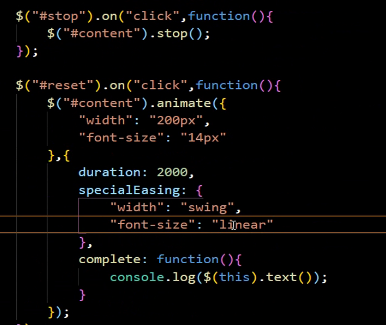 $("#stop").on("click",function(){
    $("#content").stop();
});

$("#reset").on("click",function(){
    $("#content").animate({
        "width": "200px",
        "font-size": "14px"
    },{
        duration: 2000,
        specialEasing: {
            "width": "swing",
            "font-size": "linear"
        },
        complete: function(){
            console.log($(this).text());
        }
    });